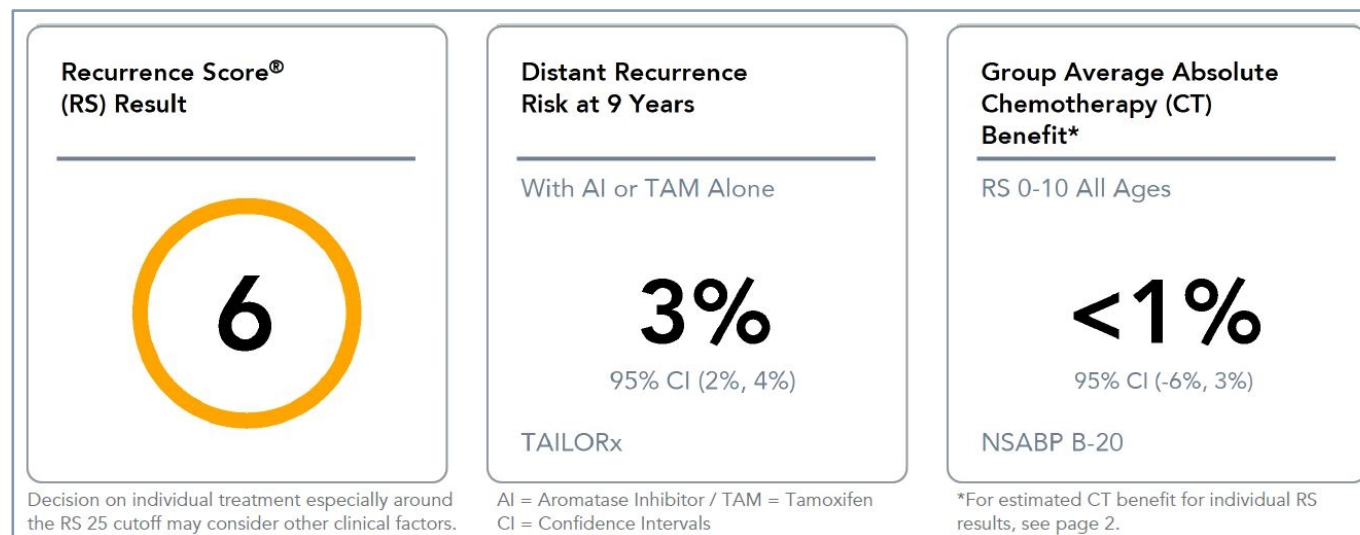 Recurrence Score®
(RS) Result
6
Decision on individual treatment especially around
the RS 25 cutoff may consider other clinical factors.
Distant Recurrence
Risk at 9 Years
With AI or TAM Alone
3%
95% CI (2%, 4%)
TAILORx
AI = Aromatase Inhibitor / TAM = Tamoxifen
CI = Confidence Intervals
Group Average Absolute
Chemotherapy (CT)
Benefit*
RS 0-10 All Ages
<1%
95% CI (-6%, 3%)
NSABP B-20
*For estimated CT benefit for individual RS
results, see page 2.